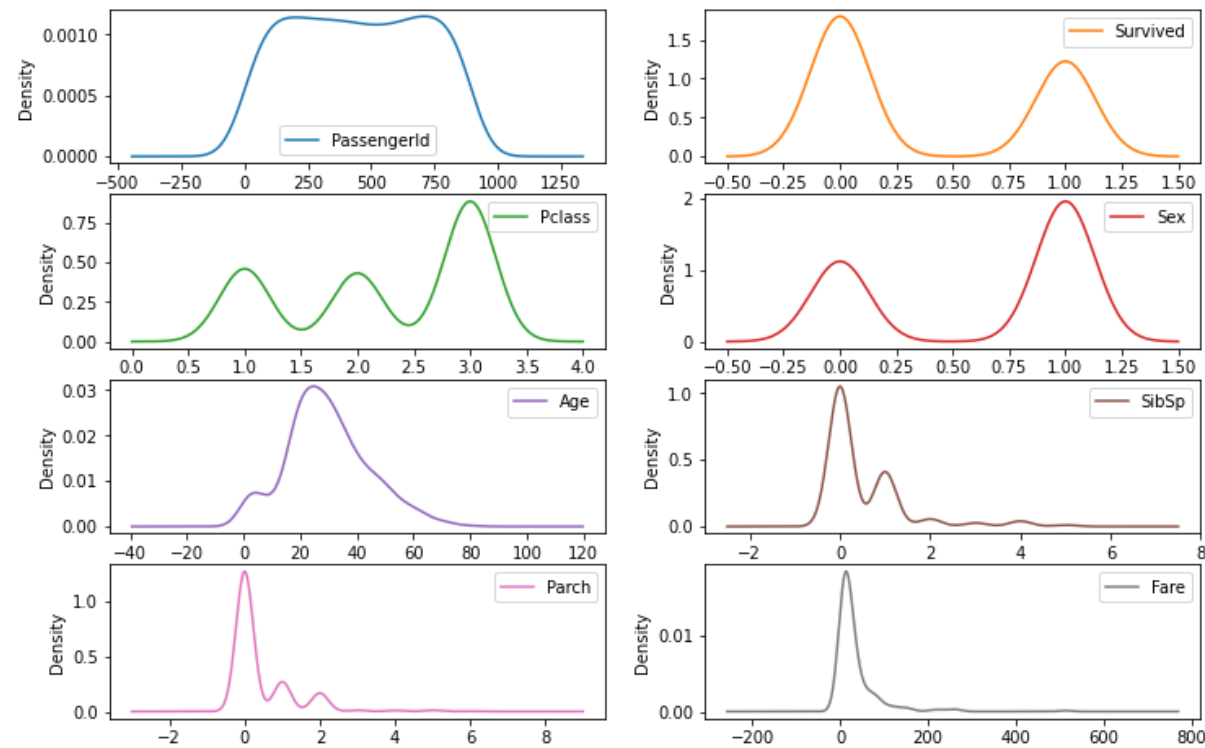 Density
0.0010
0.0005
0.0000
PassengerId
−500 −250 0 250 500 750 1000 1250
Density
1.5
1.0
0.5
0.0
Survived
−0.50 −0.25 0.00 0.25 0.50 0.75 1.00 1.25 1.50
Density
0.75
0.50
0.25
0.00
Pclass
0.0 0.5 1.0 1.5 2.0 2.5 3.0 3.5 4.0
Density
2
1
0
Sex
−0.50 −0.25 0.00 0.25 0.50 0.75 1.00 1.25 1.50
Density
0.03
0.02
0.01
0.00
Age
−40 −20 0 20 40 60 80 100 120
Density
1.0
0.5
0.0
SibSp
−2 0 2 4 6 8
Density
1.0
0.5
0.0
Parch
−2 0 2 4 6 8
Density
0.01
0.00
Fare
−200 0 200 400 600 800